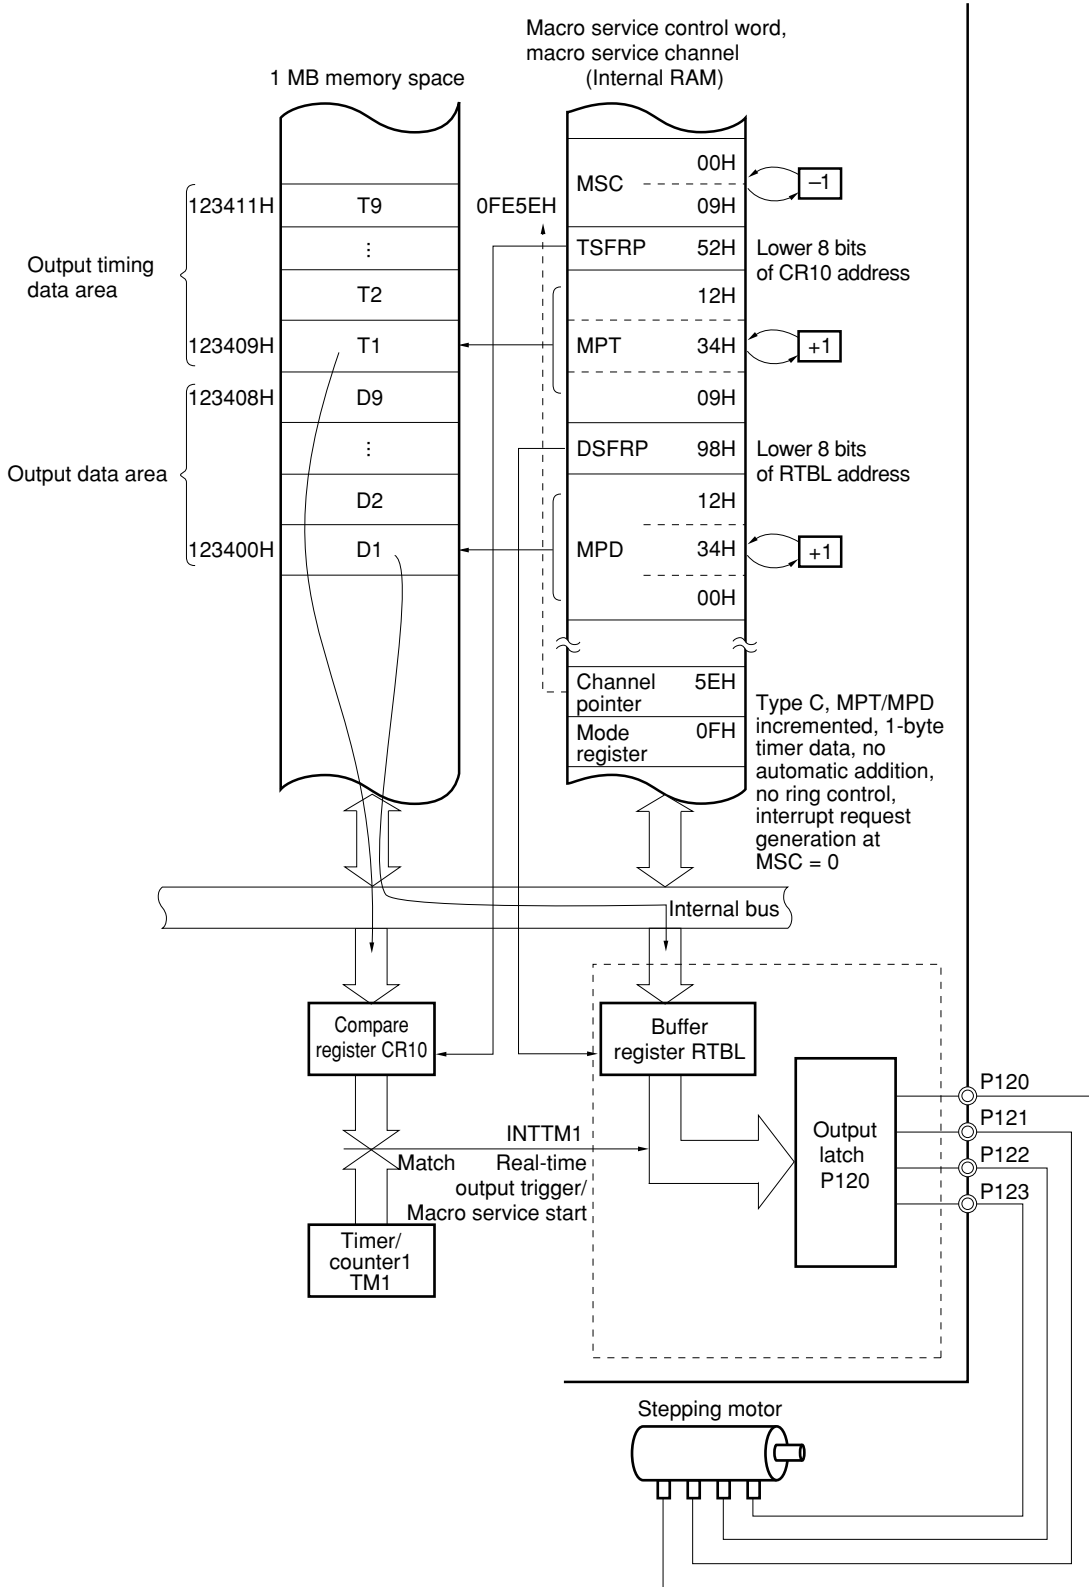 Macro service control word,
macro service channel
(Internal RAM)
1 MB memory space
00H
MSC
–1
123411H
T9
0FE5EH
09H
⋮
TSFRP
52H
Lower 8 bits
of CR10 address
Output timing
data area
T2
12H
123409H
T1
MPT
34H
+1
123408H
D9
09H
Output data area
⋮
DSFRP
98H
Lower 8 bits
of RTBL address
D2
12H
123400H
D1
MPD
34H
+1
00H
Channel
pointer
5EH
Mode
register
0FH
Type C, MPT/MPD
incremented, 1-byte
timer data, no
automatic addition,
no ring control,
interrupt request
generation at
MSC = 0
Internal bus
Compare
register CR10
Buffer
register RTBL
INTTM1
Match
Real-time
output trigger/
Macro service start
Output
latch
P120
P120
P121
P122
P123
Timer/
counter1
TM1
Stepping motor